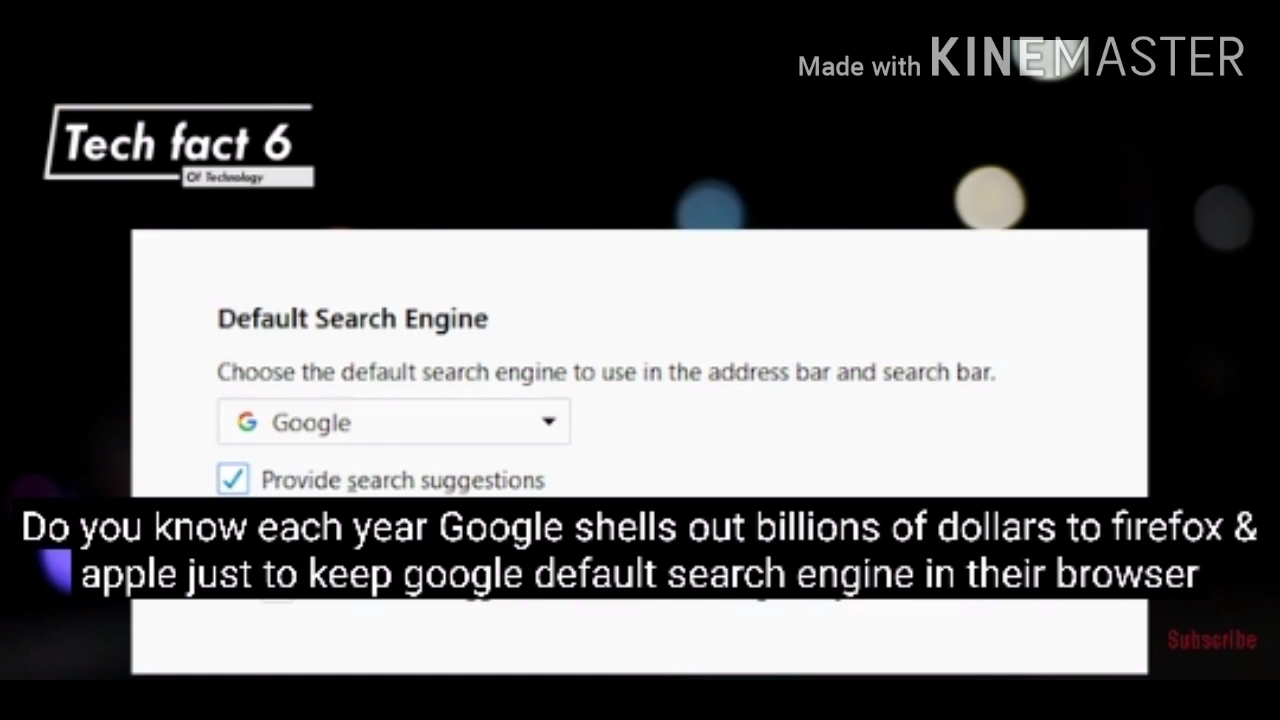 Made with KINEMASTER
Tech fact 6
Of Technology
Default Search Engine
Choose the default search engine to use in the address bar and search bar.
Google
Provide search suggestions
Do you know each year Google shells out billions of dollars to firefox &
apple just to keep google default search engine in their browser
Subscribe